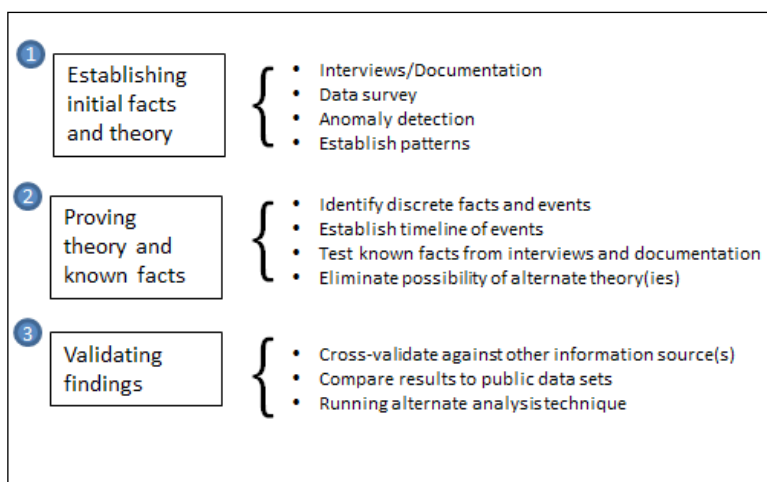 1
Establishing
initial facts
and theory
• Interviews/Documentation
• Data survey
• Anomaly detection
• Establish patterns
2
Proving
theory and
known facts
• Identify discrete facts and events
• Establish timeline of events
• Test known facts from interviews and documentation
• Eliminate possibility of alternate theory(ies)
3
Validating
findings
• Cross-validate against other information source(s)
• Compare results to public data sets
• Running alternate analysis technique